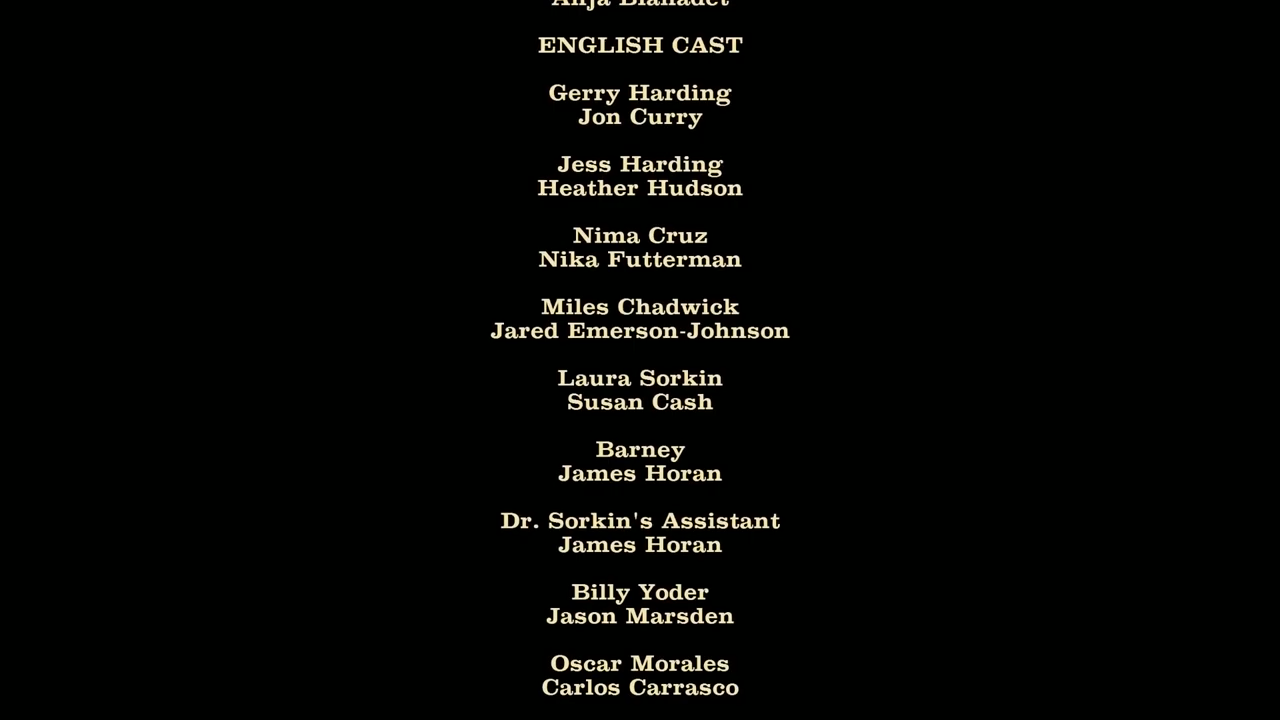 ENGLISH CAST
Gerry Harding
Jon Curry
Jess Harding
Heather Hudson
Nima Cruz
Nika Futterman
Miles Chadwick
Jared Emerson-Johnson
Laura Sorkin
Susan Cash
Barney
James Horan
Dr. Sorkin's Assistant
James Horan
Billy Yoder
Jason Marsden
Oscar Morales
Carlos Carrasco